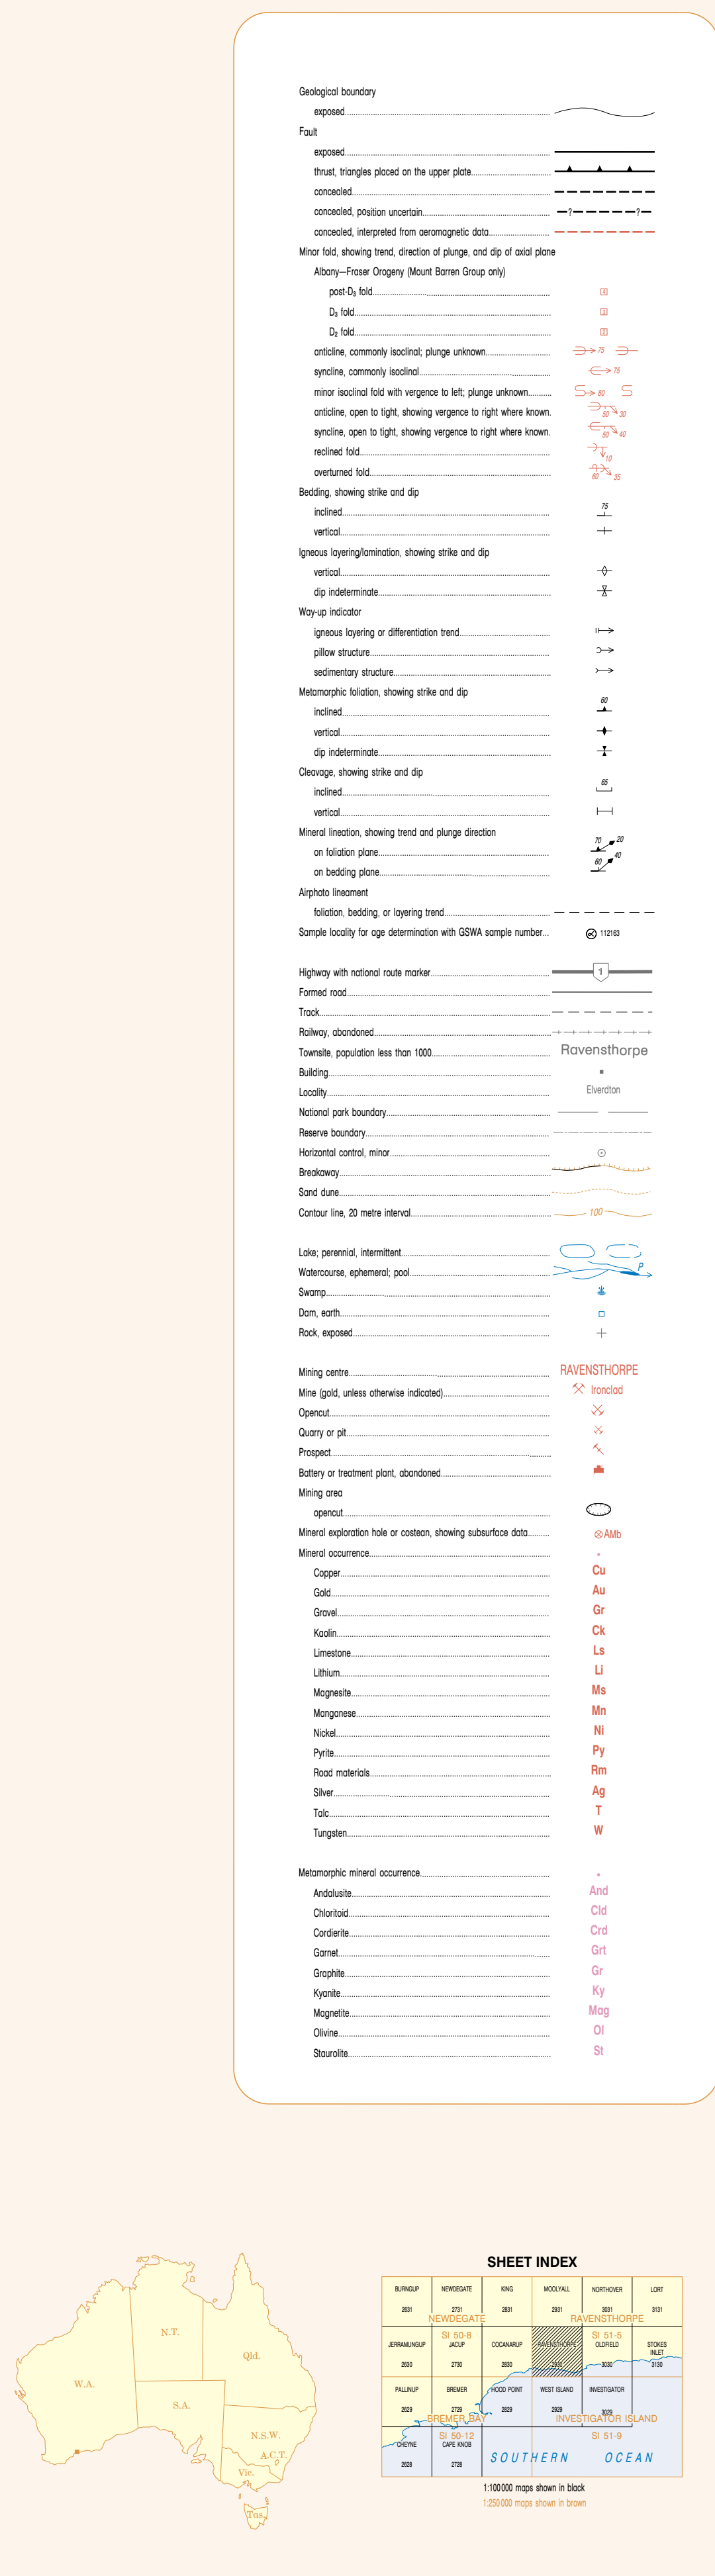 Geological boundary
exposed
Fault
exposed
thrust, triangles placed on the upper plate
concealed
concealed, position uncertain ? ?
concealed, interpreted from aeromagnetic data
Minor fold, showing trend, direction of plunge, and dip of axial plane
Albany—Fraser Orogeny (Mount Barren Group only)
post-D₃ fold 4
D₃ fold 3
D₂ fold 2
anticline, commonly isoclinal; plunge unknown 75
syncline, commonly isoclinal 75
minor isoclinal fold with vergence to left; plunge unknown 80
anticline, open to tight, showing vergence to right where known. 50 30
syncline, open to tight, showing vergence to right where known. 50 40
reclined fold 10
overturned fold 60 35
Bedding, showing strike and dip
inclined 75
vertical
Igneous layering/lamination, showing strike and dip
vertical
dip indeterminate
Way-up indicator
igneous layering or differentiation trend
pillow structure
sedimentary structure
Metamorphic foliation, showing strike and dip
inclined 60
vertical
dip indeterminate
Cleavage, showing strike and dip
inclined 65
vertical
Mineral lineation, showing trend and plunge direction
on foliation plane 70 20
on bedding plane 60 40
Airphoto lineament
foliation, bedding, or layering trend
Sample locality for age determination with GSWA sample number... 112163
Highway with national route marker 1
Formed road
Track
Railway, abandoned
Townsite, population less than 1000 Ravensthorpe
Building
Locality Elverdton
National park boundary
Reserve boundary
Horizontal control, minor
Breakaway
Sand dune
Contour line, 20 metre interval 100
Lake; perennial, intermittent
Watercourse, ephemeral; pool P
Swamp
Dam, earth
Rock, exposed
Mining centre RAVENSTHORPE
Mine (gold, unless otherwise indicated) Ironclad
Opencut
Quarry or pit
Prospect
Battery or treatment plant, abandoned
Mining area
opencut
Mineral exploration hole or costean, showing subsurface data AMb
Mineral occurrence
Copper Cu
Gold Au
Gravel Gr
Kaolin Ck
Limestone Ls
Lithium Li
Magnesite Ms
Manganese Mn
Nickel Ni
Pyrite Py
Road materials Rm
Silver Ag
Talc T
Tungsten W
Metamorphic mineral occurrence
Andalusite And
Chloritoid Cld
Cordierite Crd
Garnet Grt
Graphite Gr
Kyanite Ky
Magnetite Mag
Olivine Ol
Staurolite St
W.A.
N.T.
Qld.
S.A.
N.S.W.
A.C.T.
Vic.
Tas.
SHEET INDEX
BURNGUP NEWDEGATE KING MOOLYALL NORTHOVER LORT
2631 2731 2831 2931 3031 3131
NEWDEGATE RAVENSTHORPE
SI 50-8 SI 51-5
JERRAMUNGUP JACUP COCANARUP RAVENSTHORPE OLDFIELD STOKES INLET
2630 2730 2830 2930 3030 3130
PALLINUP BREMER HOOD POINT WEST ISLAND INVESTIGATOR
2629 2729 2829 2929 3029
BREMER BAY INVESTIGATOR ISLAND
SI 50-12 SI 51-9
CHEYNE CAPE KNOB
2628 2728
SOUTHERN OCEAN
1:100 000 maps shown in black
1:250 000 maps shown in brown